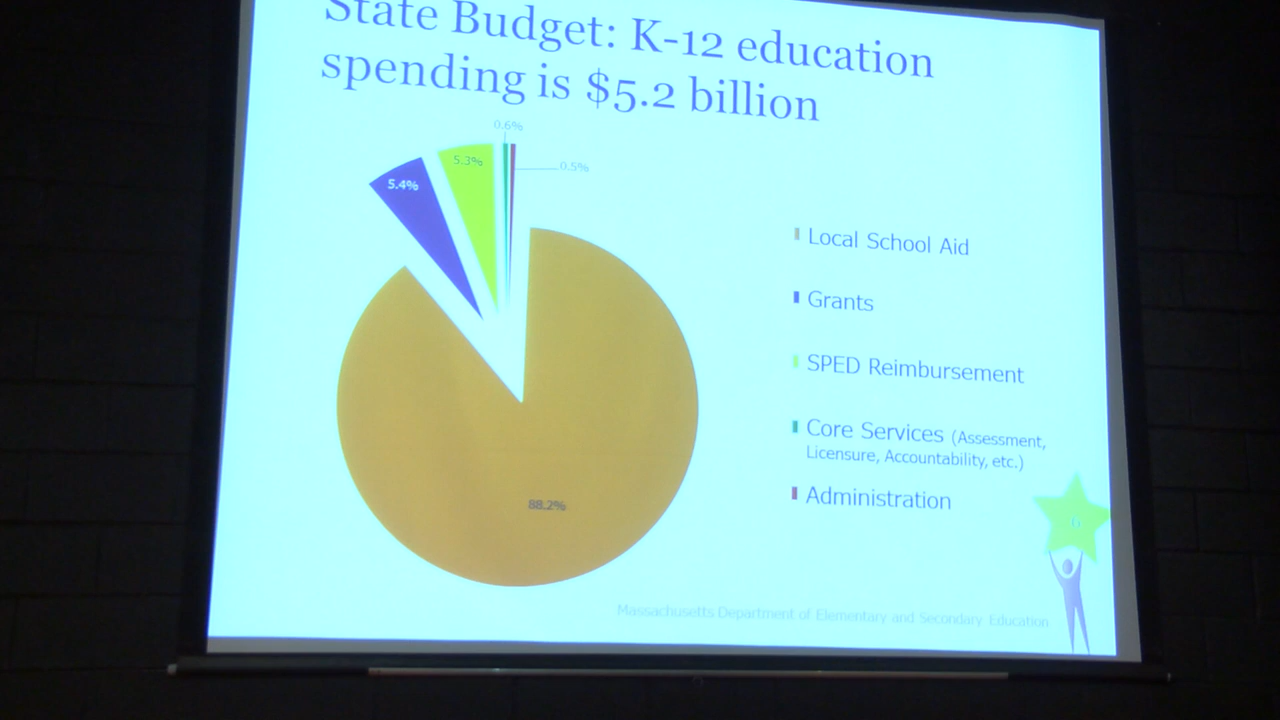 State Budget: K-12 education
spending is $5.2 billion
0.6%
5.3%
0.5%
5.4%
88.2%
Local School Aid
Grants
SPED Reimbursement
Core Services (Assessment,
Licensure, Accountability, etc.)
Administration
6
Massachusetts Department of Elementary and Secondary Education